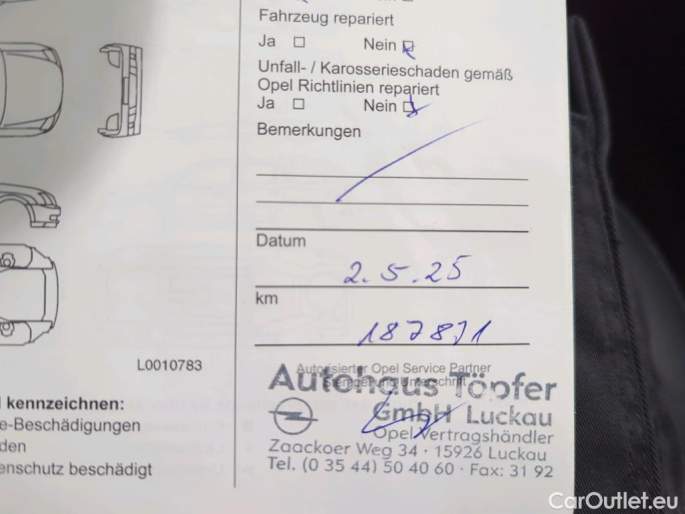 Fahrzeug repariert
Ja Nein
Unfall- / Karosserieschaden gemäß
Opel Richtlinien repariert
Ja Nein
Bemerkungen
Datum
2.5.25
km
187831
L0010783
Autorisierter Opel Service Partner
Autohaus Töpfer
GmbH Luckau
Opel Vertragshändler
Zaackoer Weg 34 · 15926 Luckau
Tel. (0 35 44) 50 40 60 · Fax: 31 92
kennzeichnen:
e-Beschädigungen
den
enschutz beschädigt
CarOutlet.eu